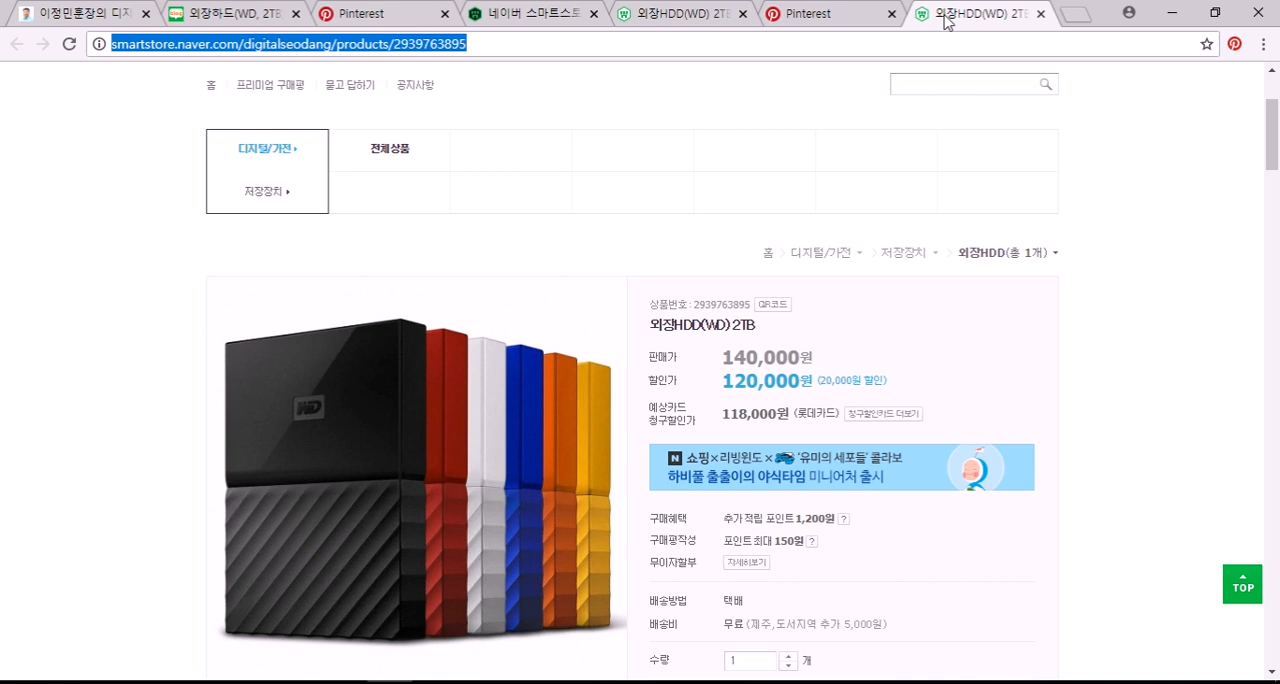 이정민훈장의 디지
외장하드(WD, 2TB,
Pinterest
네이버 스마트스토
외장HDD(WD) 2TB
Pinterest
외장HDD(WD) 2TB
smartstore.naver.com/digitalseodang/products/2939763895
홈 프리미엄 구매평 묻고 답하기 공지사항
디지털/가전 전체상품
저장장치
홈 디지털/가전 저장장치 외장HDD(총 1개)
상품번호 : 2939763895 QR코드
외장HDD(WD) 2TB
판매가 140,000원
할인가 120,000원 (20,000원 할인)
예상카드
청구할인가 118,000원 (롯데카드) 청구할인카드 더보기
N 쇼핑×리빙윈도× '유미의 세포들' 콜라보
하비풀 출출이의 야식타임 미니어처 출시
구매혜택 추가 적립 포인트 1,200원 ?
구매평작성 포인트 최대 150원 ?
무이자할부 자세히보기
배송방법 택배
배송비 무료 (제주,도서지역 추가 5,000원)
수량 1 개
WD
TOP